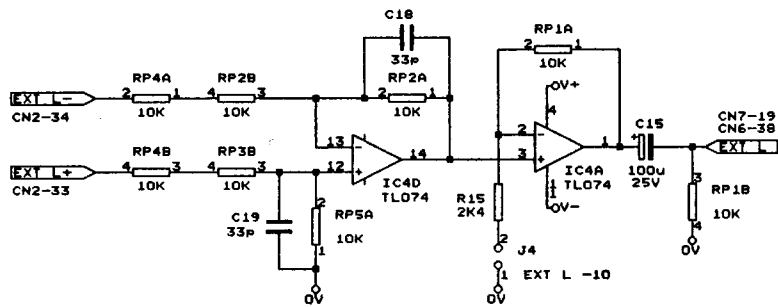 C18
33p
RP2A
2 1
10K
RP1A
2 1
10K
EXT L-
CN2-34
RP4A
2 1
10K
RP2B
4 3
10K
EXT L+
CN2-33
RP4B
4 3
10K
RP3B
4 3
10K
C19
33p
2
RP5A
10K
1
0V
13
12
14
IC4D
TL074
0V+
4
2
3
1
IC4A
TL074
11
0V-
R15
2K4
2
J4
1
EXT L -10
0V
+
C15
100u
25V
CN7-19
CN6-38
EXT L
3
RP1B
10K
4
0V